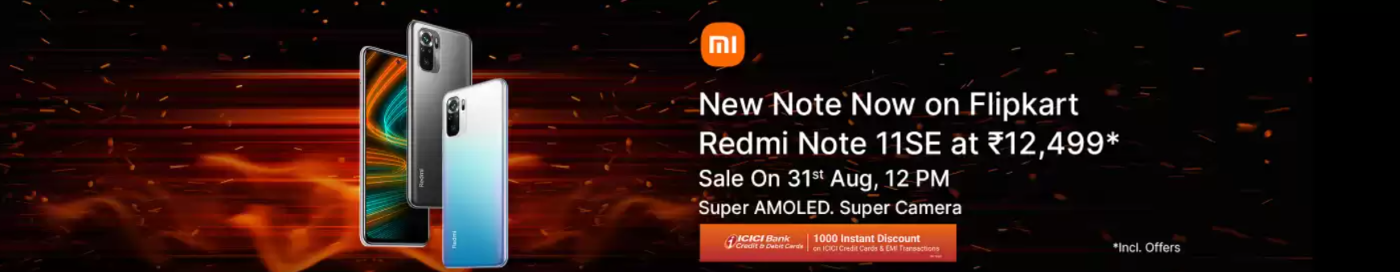 mi
New Note Now on Flipkart
Redmi Note 11SE at ₹12,499*
Sale On 31st Aug, 12 PM
Super AMOLED. Super Camera
ICICI Bank
Credit & Debit Cards
1000 Instant Discount
on ICICI Credit Cards & EMI Transactions
*Incl. Offers
Redmi
Redmi